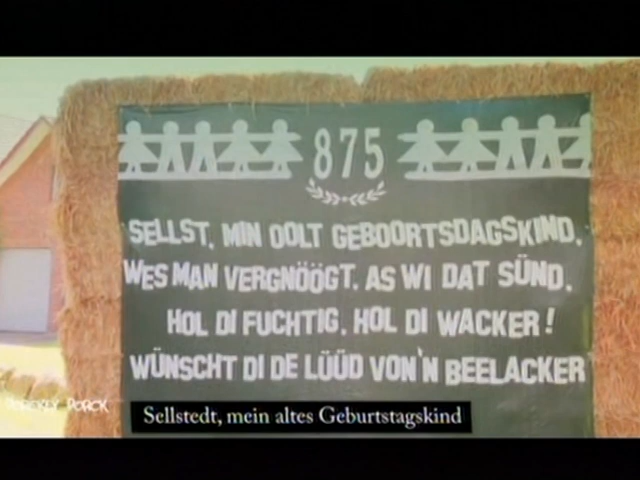 875
SELLST, MIN OOLT GEBOORTSDAGSKIND,
WES MAN VERGNÖÖGT, AS WI DAT SÜND,
HOL DI FUCHTIG, HOL DI WACKER!
WÜNSCHT DI DE LÜÜD VON'N BEELACKER
Sellstedt, mein altes Geburtstagskind